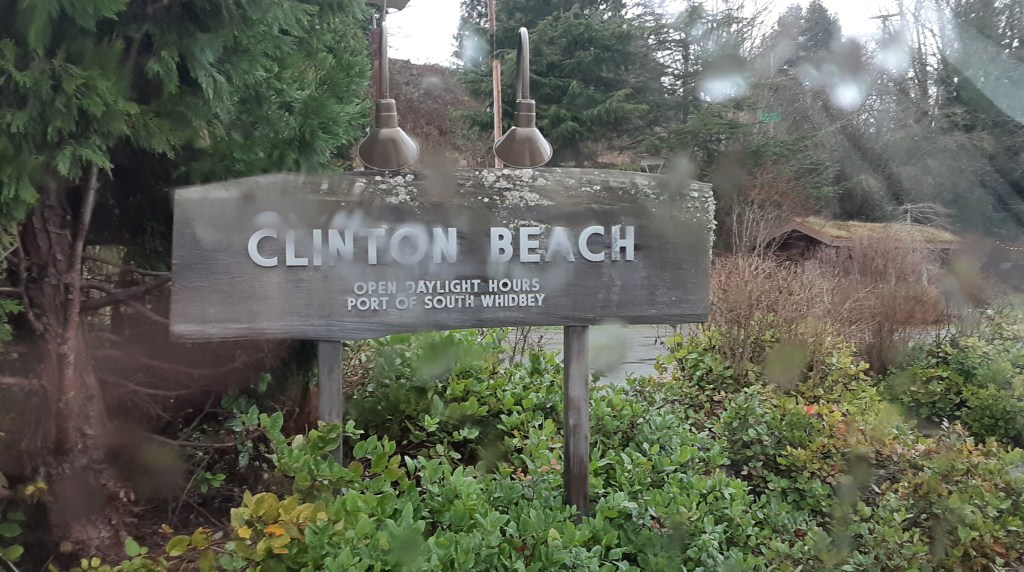 CLINTON BEACH
OPEN DAYLIGHT HOURS
PORT OF SOUTH WHIDBEY